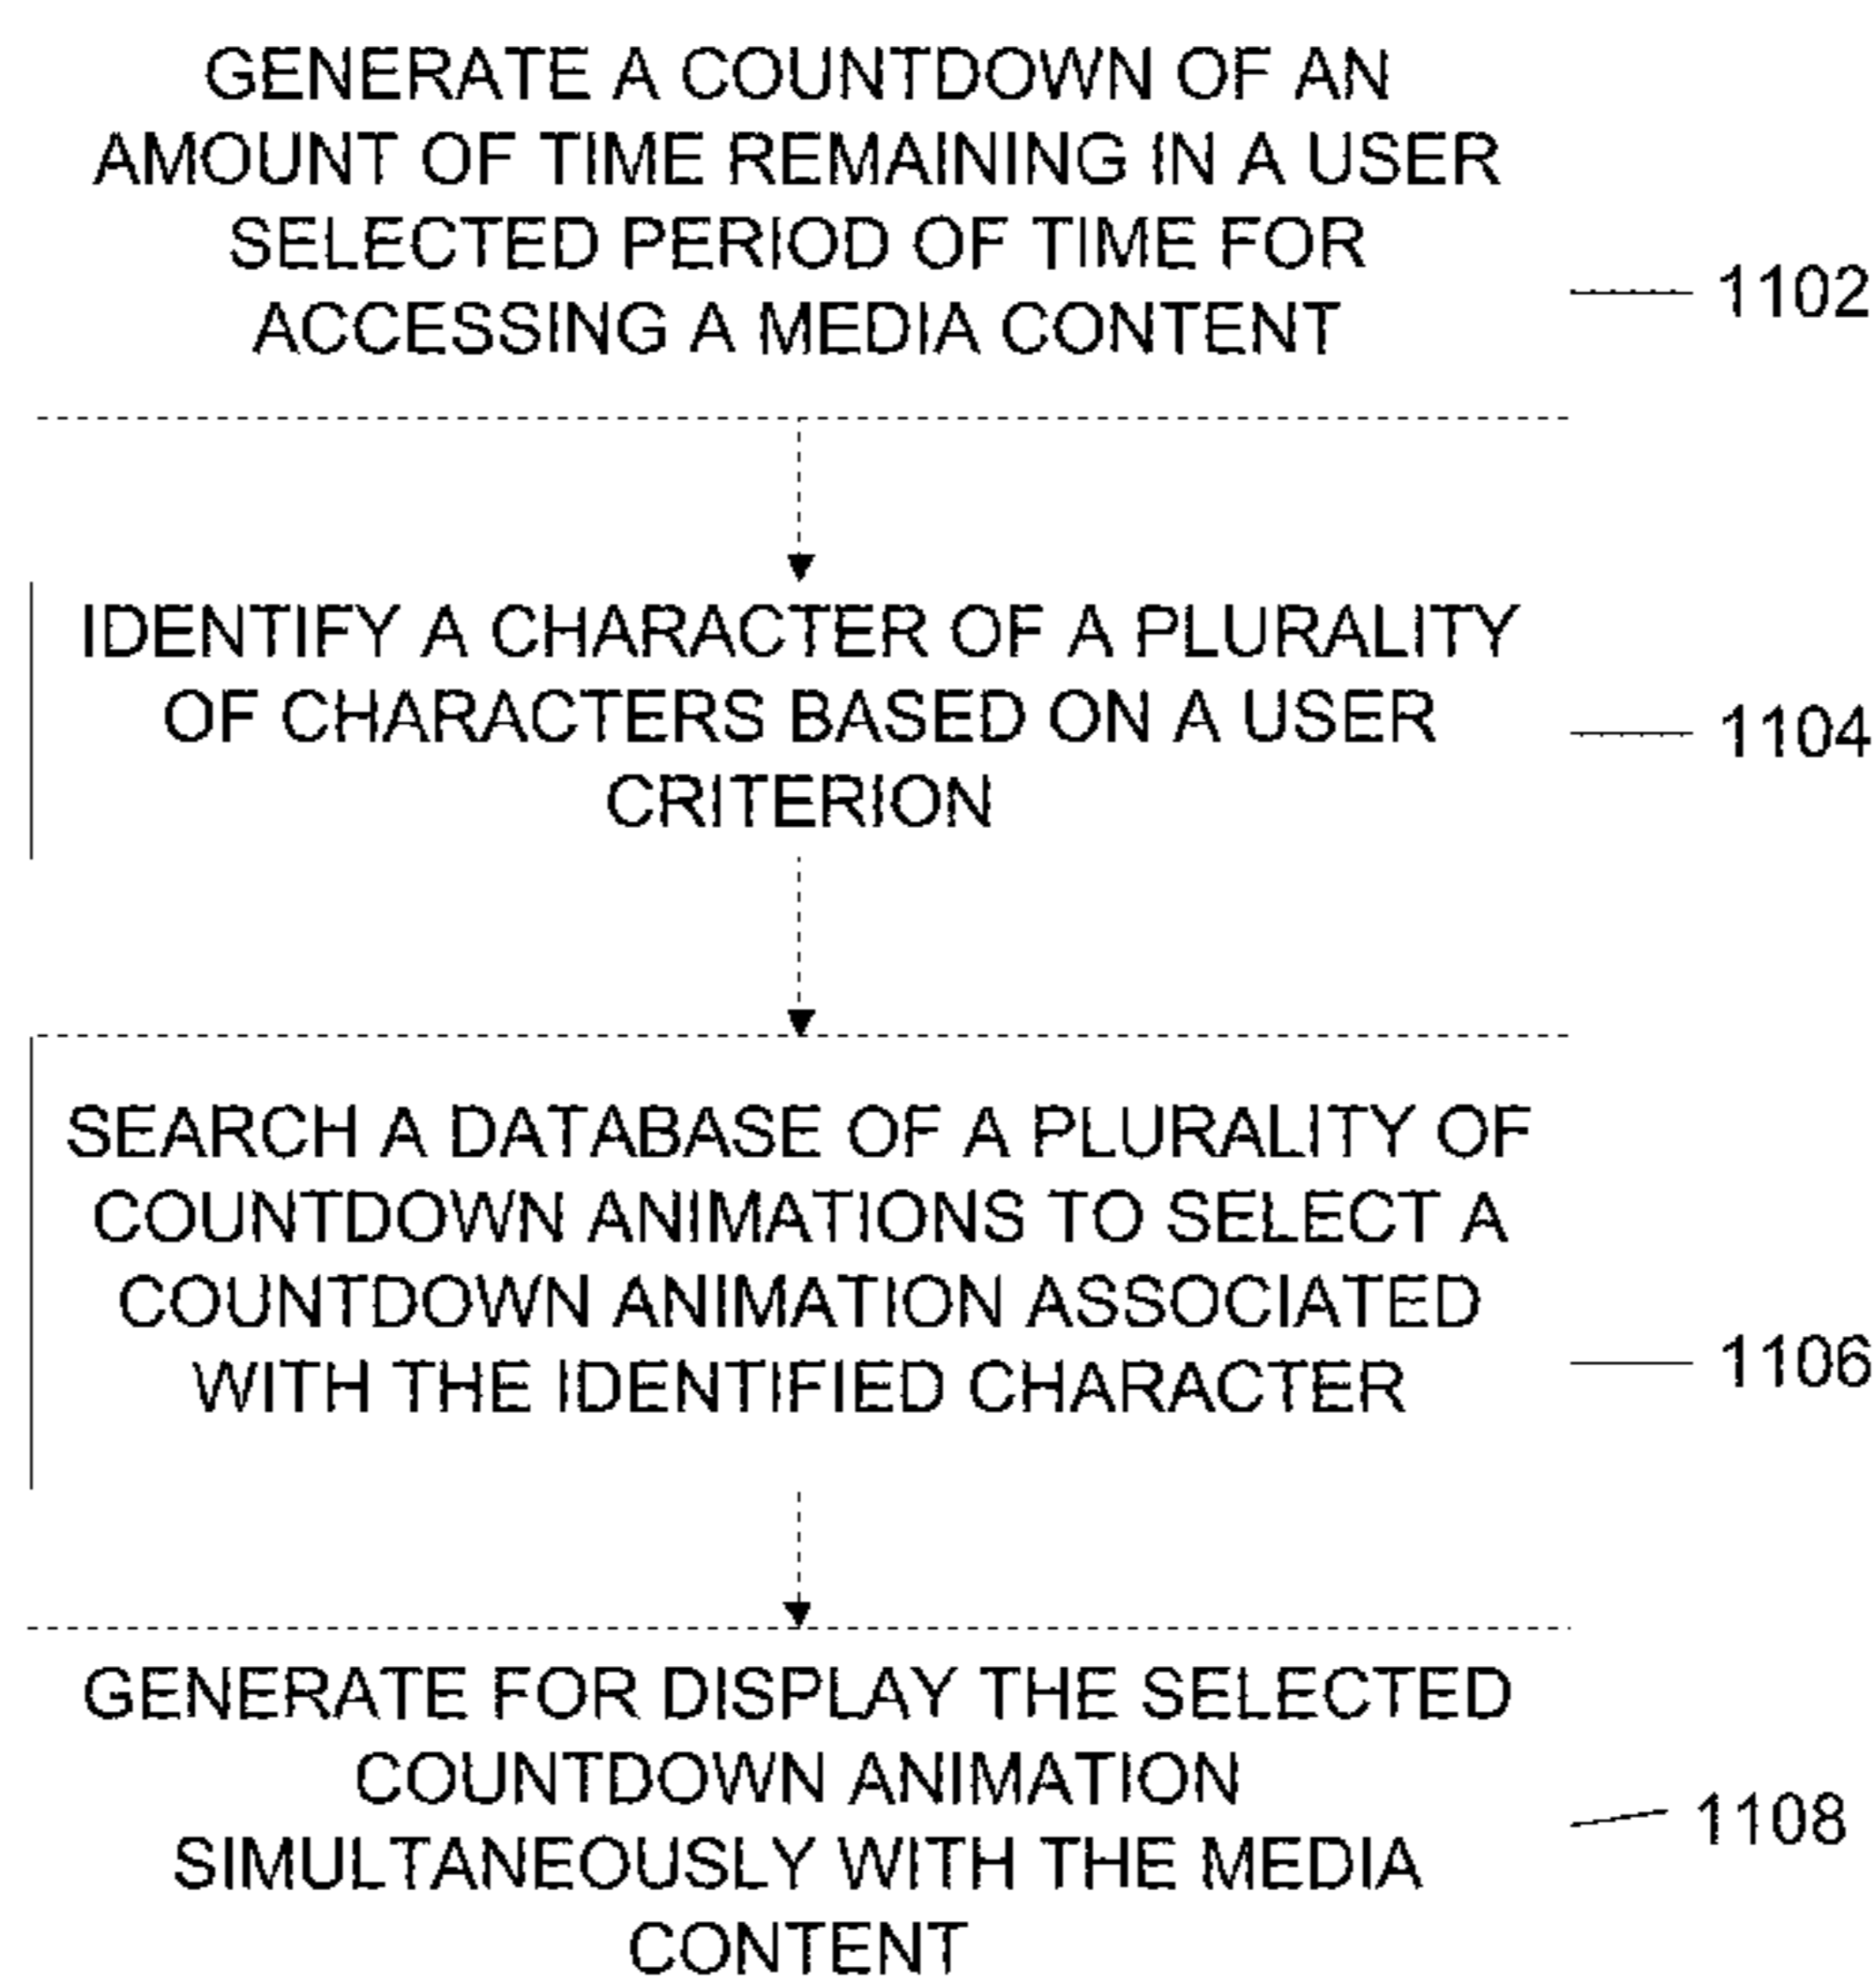 GENERATE A COUNTDOWN OF AN
AMOUNT OF TIME REMAINING IN A USER
SELECTED PERIOD OF TIME FOR
ACCESSING A MEDIA CONTENT
1102
IDENTIFY A CHARACTER OF A PLURALITY
OF CHARACTERS BASED ON A USER
CRITERION
1104
SEARCH A DATABASE OF A PLURALITY OF
COUNTDOWN ANIMATIONS TO SELECT A
COUNTDOWN ANIMATION ASSOCIATED
WITH THE IDENTIFIED CHARACTER
1106
GENERATE FOR DISPLAY THE SELECTED
COUNTDOWN ANIMATION
SIMULTANEOUSLY WITH THE MEDIA
CONTENT
1108